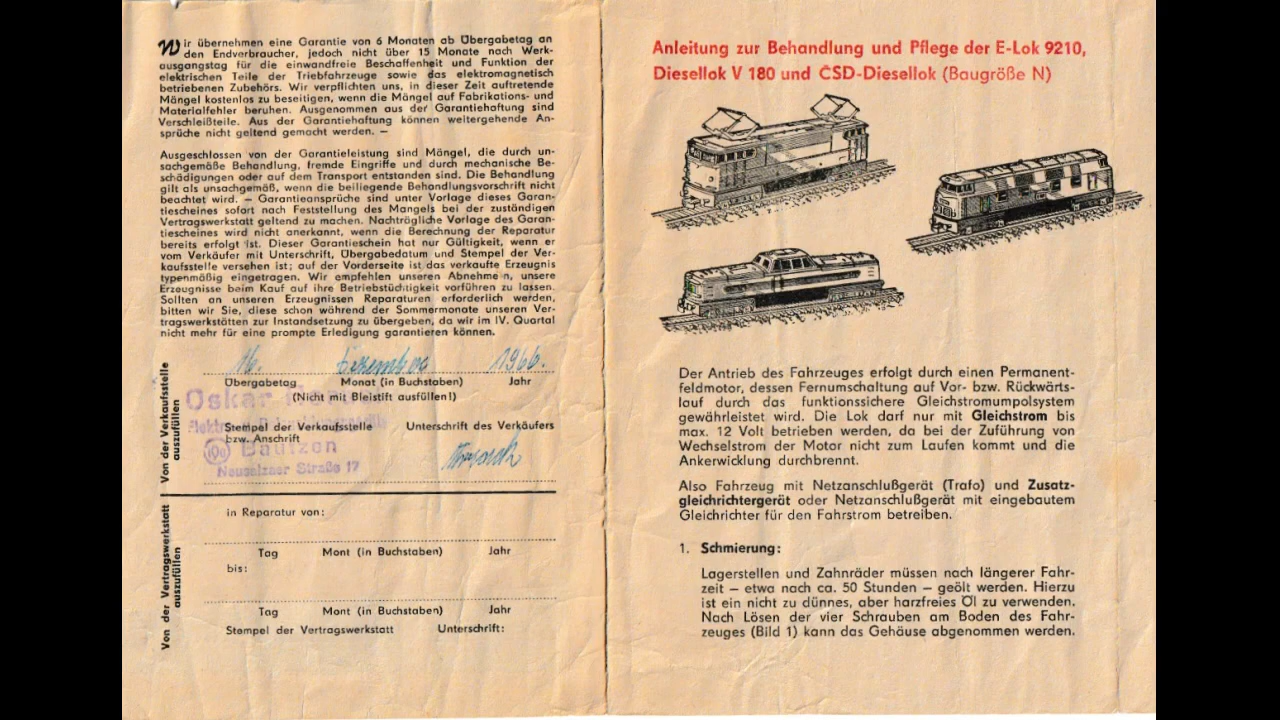 Wir übernehmen eine Garantie von 6 Monaten ab Übergabetag an
den Endverbraucher, jedoch nicht über 15 Monate nach Werk-
ausgangstag für die einwandfreie Beschaffenheit und Funktion der
elektrischen Teile der Triebfahrzeuge sowie das elektromagnetisch
betriebenen Zubehörs. Wir verpflichten uns, in dieser Zeit auftretende
Mängel kostenlos zu beseitigen, wenn die Mängel auf Fabrikations- und
Materialfehler beruhen. Ausgenommen aus der Garantiehaftung sind
Verschleißteile. Aus der Garantiehaftung können weitergehende An-
sprüche nicht geltend gemacht werden. —
Ausgeschlossen von der Garantieleistung sind Mängel, die durch un-
sachgemäße Behandlung, fremde Eingriffe und durch mechanische Be-
schädigungen oder auf dem Transport entstanden sind. Die Behandlung
gilt als unsachgemäß, wenn die beiliegende Behandlungsvorschrift nicht
beachtet wird. — Garantieansprüche sind unter Vorlage dieses Garan-
tiescheines sofort nach Feststellung des Mangels bei der zuständigen
Vertragswerkstatt geltend zu machen. Nachträgliche Vorlage des Garan-
tiescheines wird nicht anerkannt, wenn die Berechnung der Reparatur
bereits erfolgt ist. Dieser Garantieschein hat nur Gültigkeit, wenn er
vom Verkäufer mit Unterschrift, Übergabedatum und Stempel der Ver-
kaufsstelle versehen ist; auf der Vorderseite ist das verkaufte Erzeugnis
typenmäßig eingetragen. Wir empfehlen unseren Abnehmern, unsere
Erzeugnisse beim Kauf auf ihre Betriebstüchtigkeit vorführen zu lassen.
Sollten an unseren Erzeugnissen Reparaturen erforderlich werden,
bitten wir Sie, diese schon während der Sommermonate unseren Ver-
tragswerkstätten zur Instandsetzung zu übergeben, da wir im IV. Quartal
nicht mehr für eine prompte Erledigung garantieren können.
Von der Verkaufsstelle
auszufüllen
16. Dezember 1966.
Übergabetag Monat (in Buchstaben) Jahr
(Nicht mit Bleistift ausfüllen!)
Oskar
Stempel der Verkaufsstelle Unterschrift des Verkäufers
bzw. Anschrift
Bautzen
Neusalzaer Straße 17
Von der Vertragswerkstatt
auszufüllen
in Reparatur von:
Tag Mont (in Buchstaben) Jahr
bis:
Tag Mont (in Buchstaben) Jahr
Stempel der Vertragswerkstatt Unterschrift:
Anleitung zur Behandlung und Pflege der E-Lok 9210,
Diesellok V 180 und ČSD-Diesellok (Baugröße N)
Der Antrieb des Fahrzeuges erfolgt durch einen Permanent-
feldmotor, dessen Fernumschaltung auf Vor- bzw. Rückwärts-
lauf durch das funktionssichere Gleichstromumpolsystem
gewährleistet wird. Die Lok darf nur mit Gleichstrom bis
max. 12 Volt betrieben werden, da bei der Zuführung von
Wechselstrom der Motor nicht zum Laufen kommt und die
Ankerwicklung durchbrennt.
Also Fahrzeug mit Netzanschlußgerät (Trafo) und Zusatz-
gleichrichtergerät oder Netzanschlußgerät mit eingebautem
Gleichrichter für den Fahrstrom betreiben.
1. Schmierung:
Lagerstellen und Zahnräder müssen nach längerer Fahr-
zeit — etwa nach ca. 50 Stunden — geölt werden. Hierzu
ist ein nicht zu dünnes, aber harzfreies Öl zu verwenden.
Nach Lösen der vier Schrauben am Boden des Fahr-
zeuges (Bild 1) kann das Gehäuse abgenommen werden.